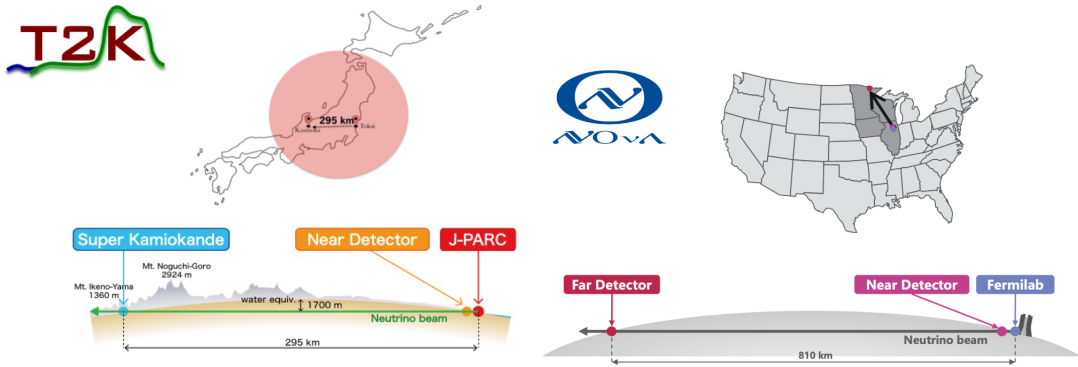 T2K
295 km
Kamioka
Tokai
Super Kamiokande
Near Detector
J-PARC
Mt. Noguchi-Goro
2924 m
Mt. Ikeno-Yama
1360 m
water equiv.
1700 m
Neutrino beam
295 km
NOνA
Far Detector
Near Detector
Fermilab
Neutrino beam
810 km